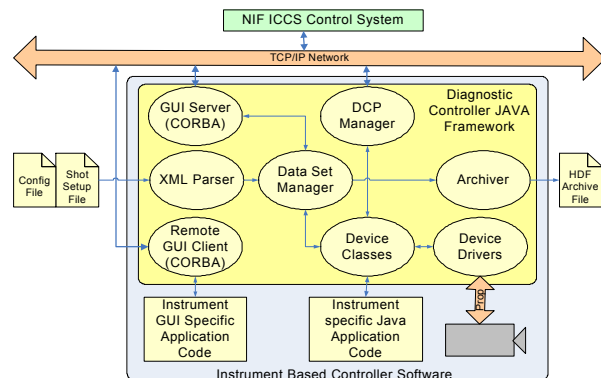 NIF ICCS Control System
TCP/IP Network
Diagnostic
Controller JAVA
Framework
GUI Server
(CORBA)
DCP
Manager
Config
File
Shot
Setup
File
XML Parser
Data Set
Manager
Archiver
HDF
Archive
File
Remote
GUI Client
(CORBA)
Device
Classes
Device
Drivers
Prop
Instrument
GUI Specific
Application
Code
Instrument
specific Java
Application
Code
Instrument Based Controller Software